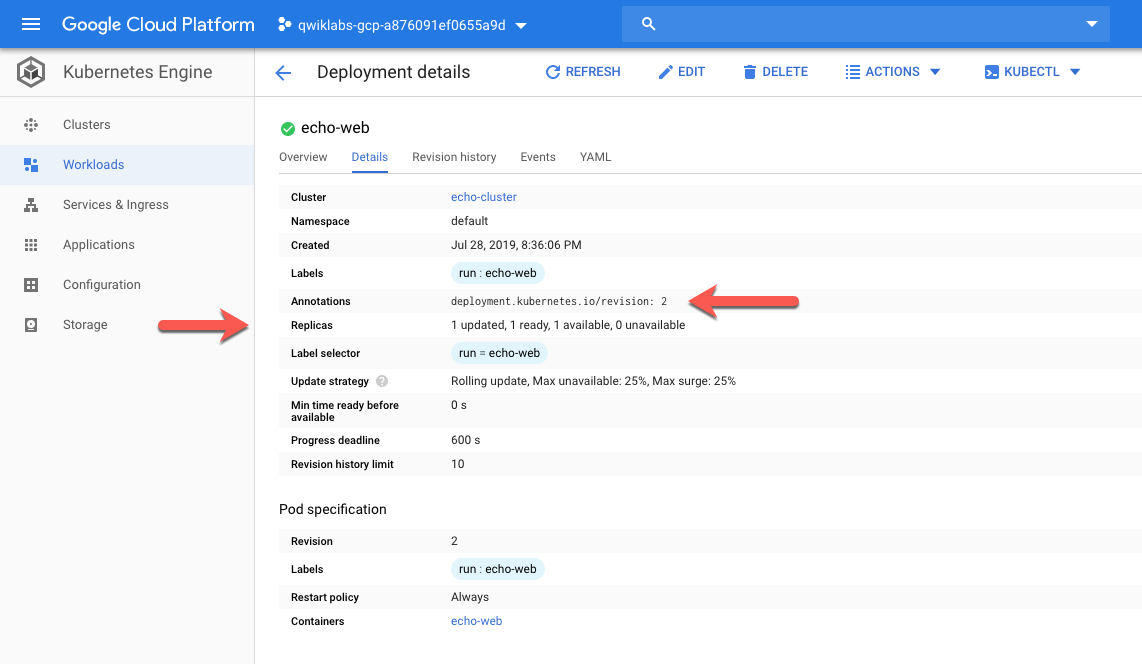 Google Cloud Platform qwiklabs-gcp-a876091ef0655a9d
Kubernetes Engine Deployment details REFRESH EDIT DELETE ACTIONS KUBECTL
Clusters
Workloads
Services & Ingress
Applications
Configuration
Storage
echo-web
Overview Details Revision history Events YAML
Cluster echo-cluster
Namespace default
Created Jul 28, 2019, 8:36:06 PM
Labels run : echo-web
Annotations deployment.kubernetes.io/revision: 2
Replicas 1 updated, 1 ready, 1 available, 0 unavailable
Label selector run = echo-web
Update strategy ? Rolling update, Max unavailable: 25%, Max surge: 25%
Min time ready before 0 s
available
Progress deadline 600 s
Revision history limit 10
Pod specification
Revision 2
Labels run : echo-web
Restart policy Always
Containers echo-web